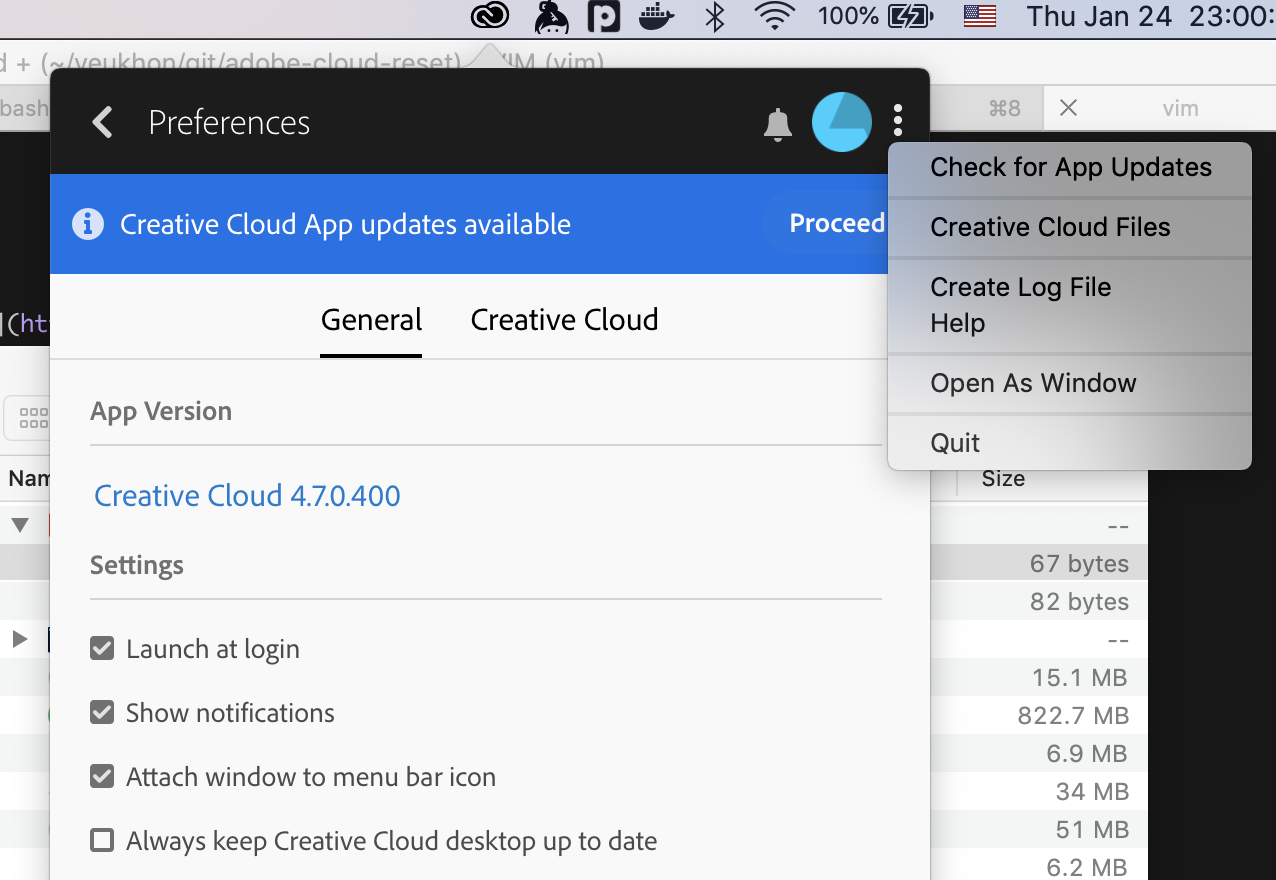 100%
Thu Jan 24 23:00:
d + (~/yeukhon/git/adobe-cloud-reset) VIM (vim)
bash
⌘8
vim
Preferences
Check for App Updates
Creative Cloud App updates available
Proceed
Creative Cloud Files
Create Log File
Help
Open As Window
Quit
](ht
General
Creative Cloud
App Version
Creative Cloud 4.7.0.400
Nam
Size
--
67 bytes
82 bytes
--
15.1 MB
822.7 MB
6.9 MB
34 MB
51 MB
6.2 MB
Settings
Launch at login
Show notifications
Attach window to menu bar icon
Always keep Creative Cloud desktop up to date